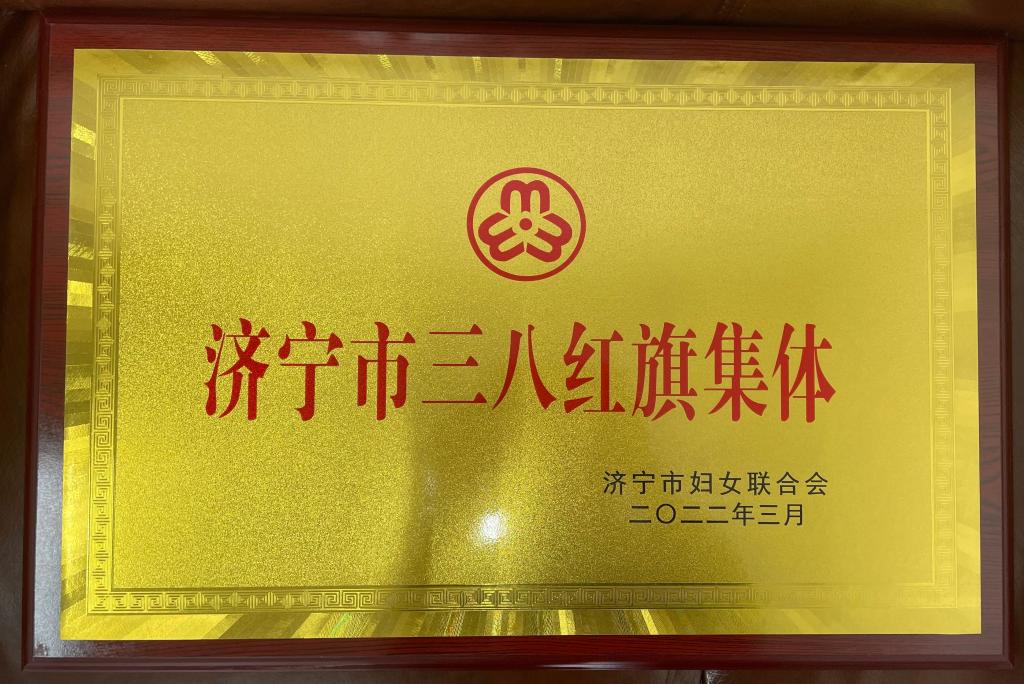 济宁市三八红旗集体
济宁市妇女联合会
二〇二二年三月